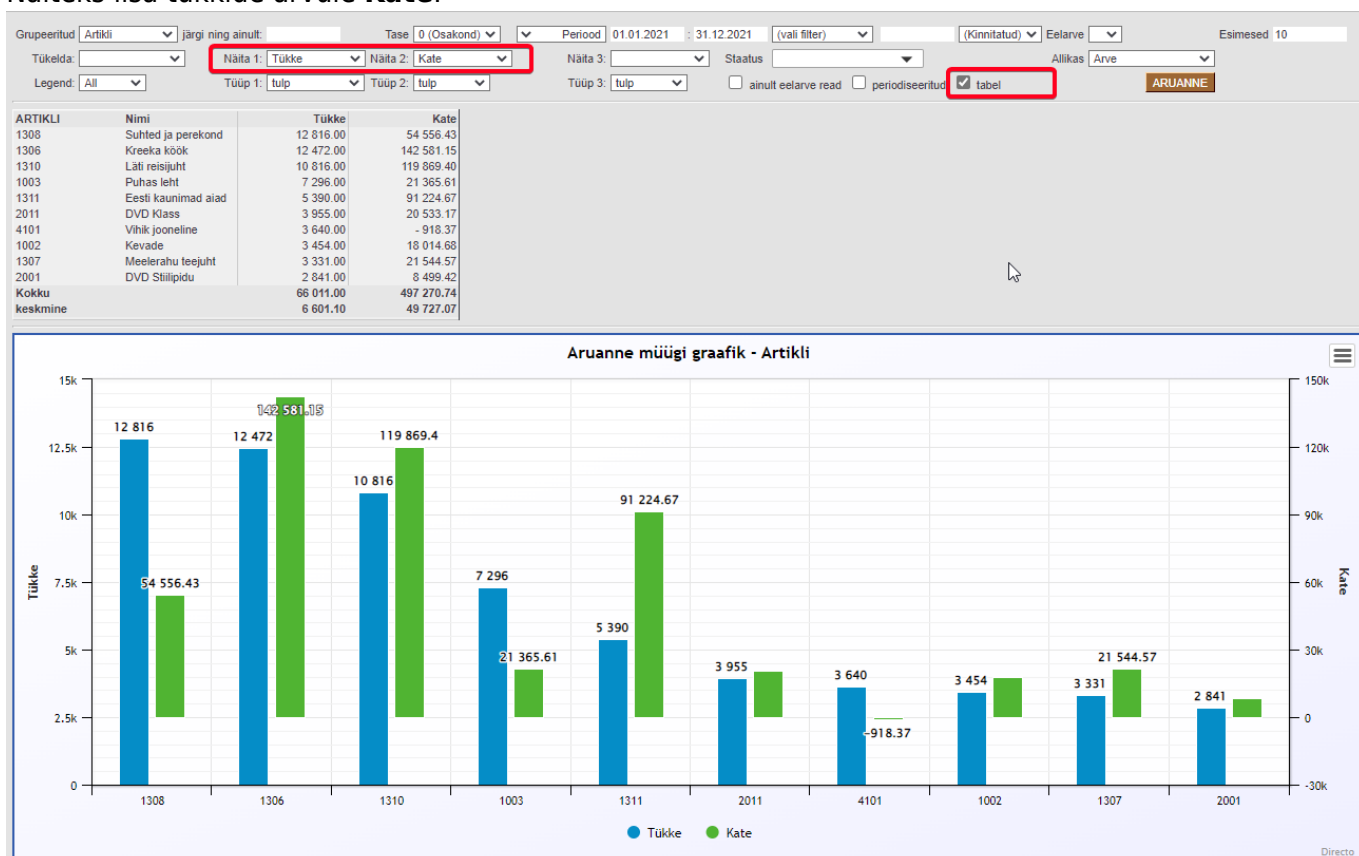 Näiteks lisa tükkide arvule Kate.
Grupeeritud Artikli järgi ning ainult: Tase 0 (Osakond) Periood 01.01.2021 : 31.12.2021 (vali filter) (Kinnitatud) Eelarve Esimesed 10
Tükelda: Näita 1: Tükke Näita 2: Kate Näita 3: Staatus Allikas Arve
Legend: All Tüüp 1: tulp Tüüp 2: tulp Tüüp 3: tulp ainult eelarve read periodiseeritud tabel ARUANNE
ARTIKLI Nimi Tükke Kate
1308 Suhted ja perekond 12 816.00 54 556.43
1306 Kreeka köök 12 472.00 142 581.15
1310 Läti reisijuht 10 816.00 119 869.40
1003 Puhas leht 7 296.00 21 365.61
1311 Eesti kaunimad aiad 5 390.00 91 224.67
2011 DVD Klass 3 955.00 20 533.17
4101 Vihik jooneline 3 640.00 - 918.37
1002 Kevade 3 454.00 18 014.68
1307 Meelerahu teejuht 3 331.00 21 544.57
2001 DVD Stiilipidu 2 841.00 8 499.42
Kokku 66 011.00 497 270.74
keskmine 6 601.10 49 727.07
Aruanne müügi graafik - Artikli
15k 150k
142 581.15
12 816 12 472 119 869.4
12.5k 120k
10 816
91 224.67
10k 90k
7 296
7.5k 54 556.43 60k
Tükke Kate
5 390
5k 21 365.61 21 544.57 30k
3 955 3 640 3 454 3 331 2 841
2.5k 0
-918.37
0 -30k
1308 1306 1310 1003 1311 2011 4101 1002 1307 2001
Tükke Kate
Directo